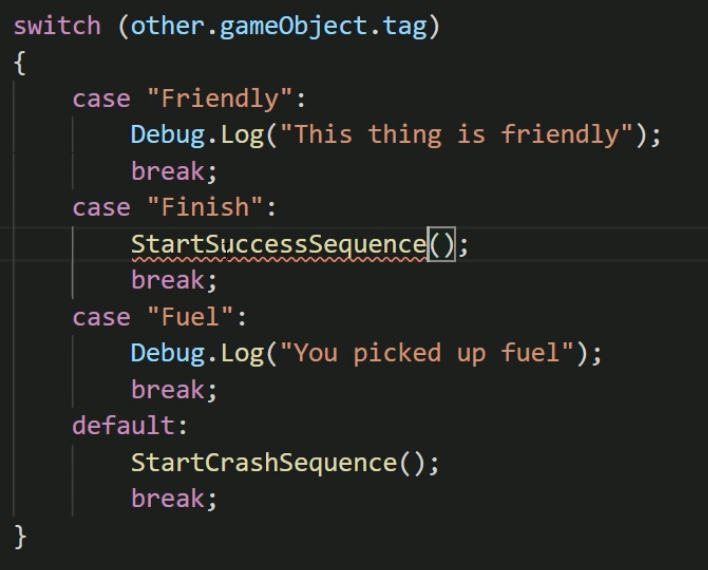 switch (other.gameObject.tag)
{
    case "Friendly":
        Debug.Log("This thing is friendly");
        break;
    case "Finish":
        StartSuccessSequence();
        break;
    case "Fuel":
        Debug.Log("You picked up fuel");
        break;
    default:
        StartCrashSequence();
        break;
}